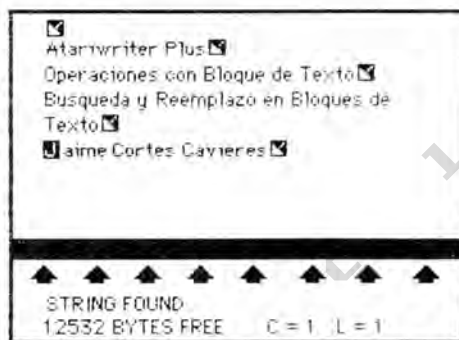 Atariwriter Plus
Operaciones con Bloque de Texto
Busqueda y Reemplazo en Bloques de
Texto
Jaime Cortes Cavieres
STRING FOUND
12532 BYTES FREE C = 1 L = 1